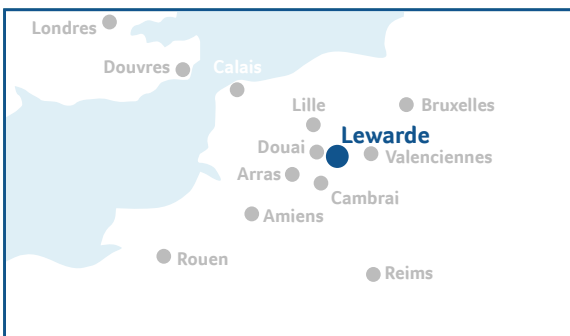 Londres
Douvres
Calais
Lille
Bruxelles
Lewarde
Douai
Valenciennes
Arras
Cambrai
Amiens
Rouen
Reims